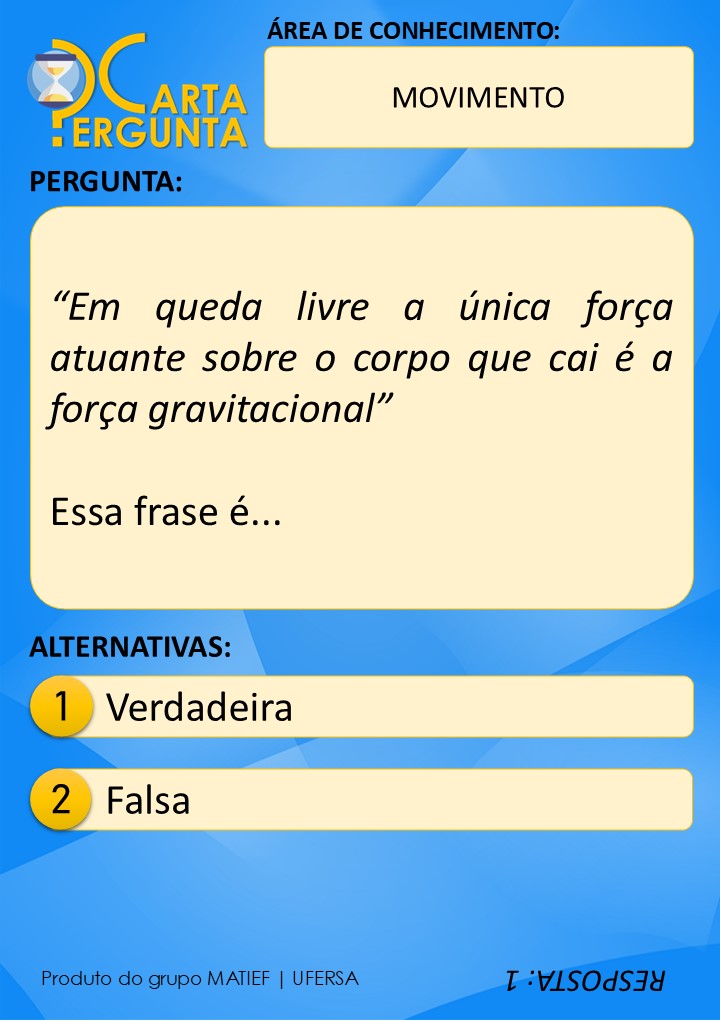 ÁREA DE CONHECIMENTO:
CARTA
PERGUNTA
MOVIMENTO
PERGUNTA:
“Em queda livre a única força
atuante sobre o corpo que cai é a
força gravitacional”
Essa frase é...
ALTERNATIVAS:
1 Verdadeira
2 Falsa
Produto do grupo MATIEF | UFERSA
RESPOSTA: 1